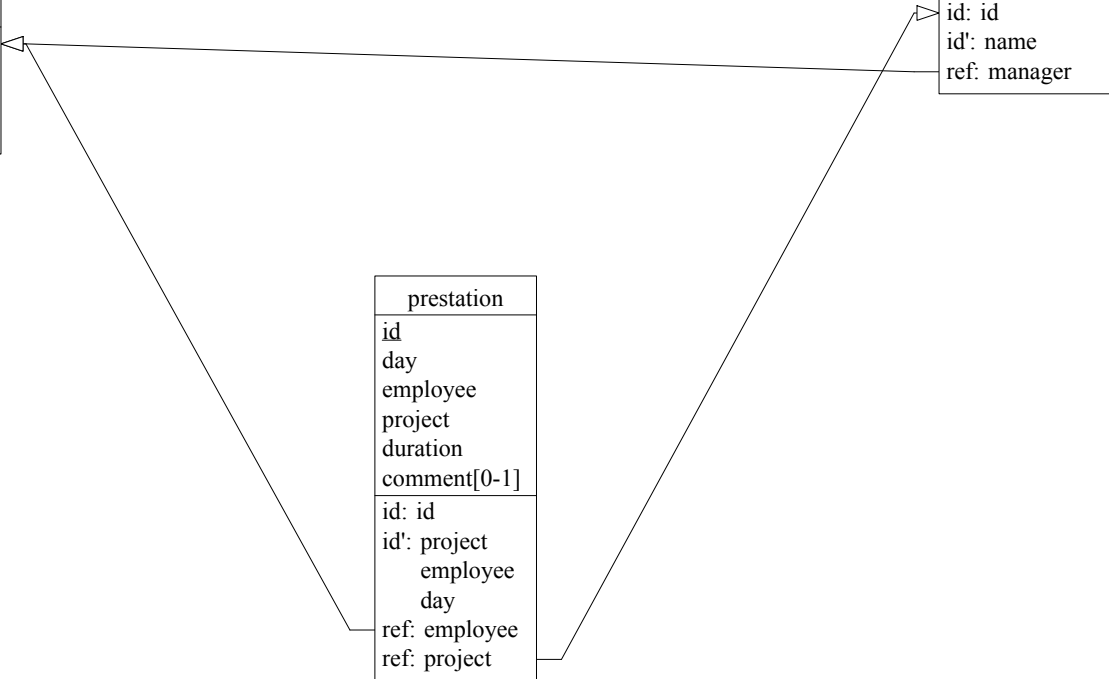 id: id
id': name
ref: manager
prestation
id
day
employee
project
duration
comment[0-1]
id: id
id': project
employee
day
ref: employee
ref: project